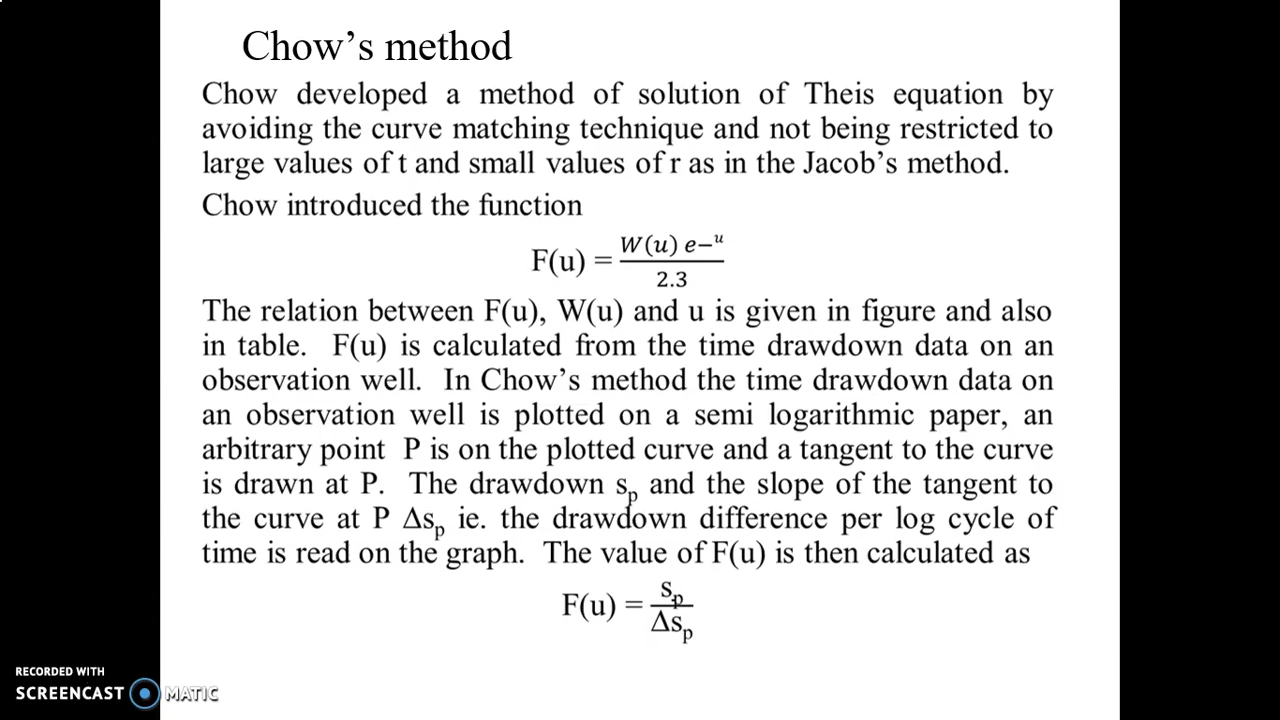 Chow’s method
Chow developed a method of solution of Theis equation by
avoiding the curve matching technique and not being restricted to
large values of t and small values of r as in the Jacob’s method.
Chow introduced the function
F(u) = W(u) e−ᵘ / 2.3
The relation between F(u), W(u) and u is given in figure and also
in table. F(u) is calculated from the time drawdown data on an
observation well. In Chow’s method the time drawdown data on
an observation well is plotted on a semi logarithmic paper, an
arbitrary point P is on the plotted curve and a tangent to the curve
is drawn at P. The drawdown sₚ and the slope of the tangent to
the curve at P Δsₚ ie. the drawdown difference per log cycle of
time is read on the graph. The value of F(u) is then calculated as
F(u) = sₚ / Δsₚ
RECORDED WITH
SCREENCAST MATIC